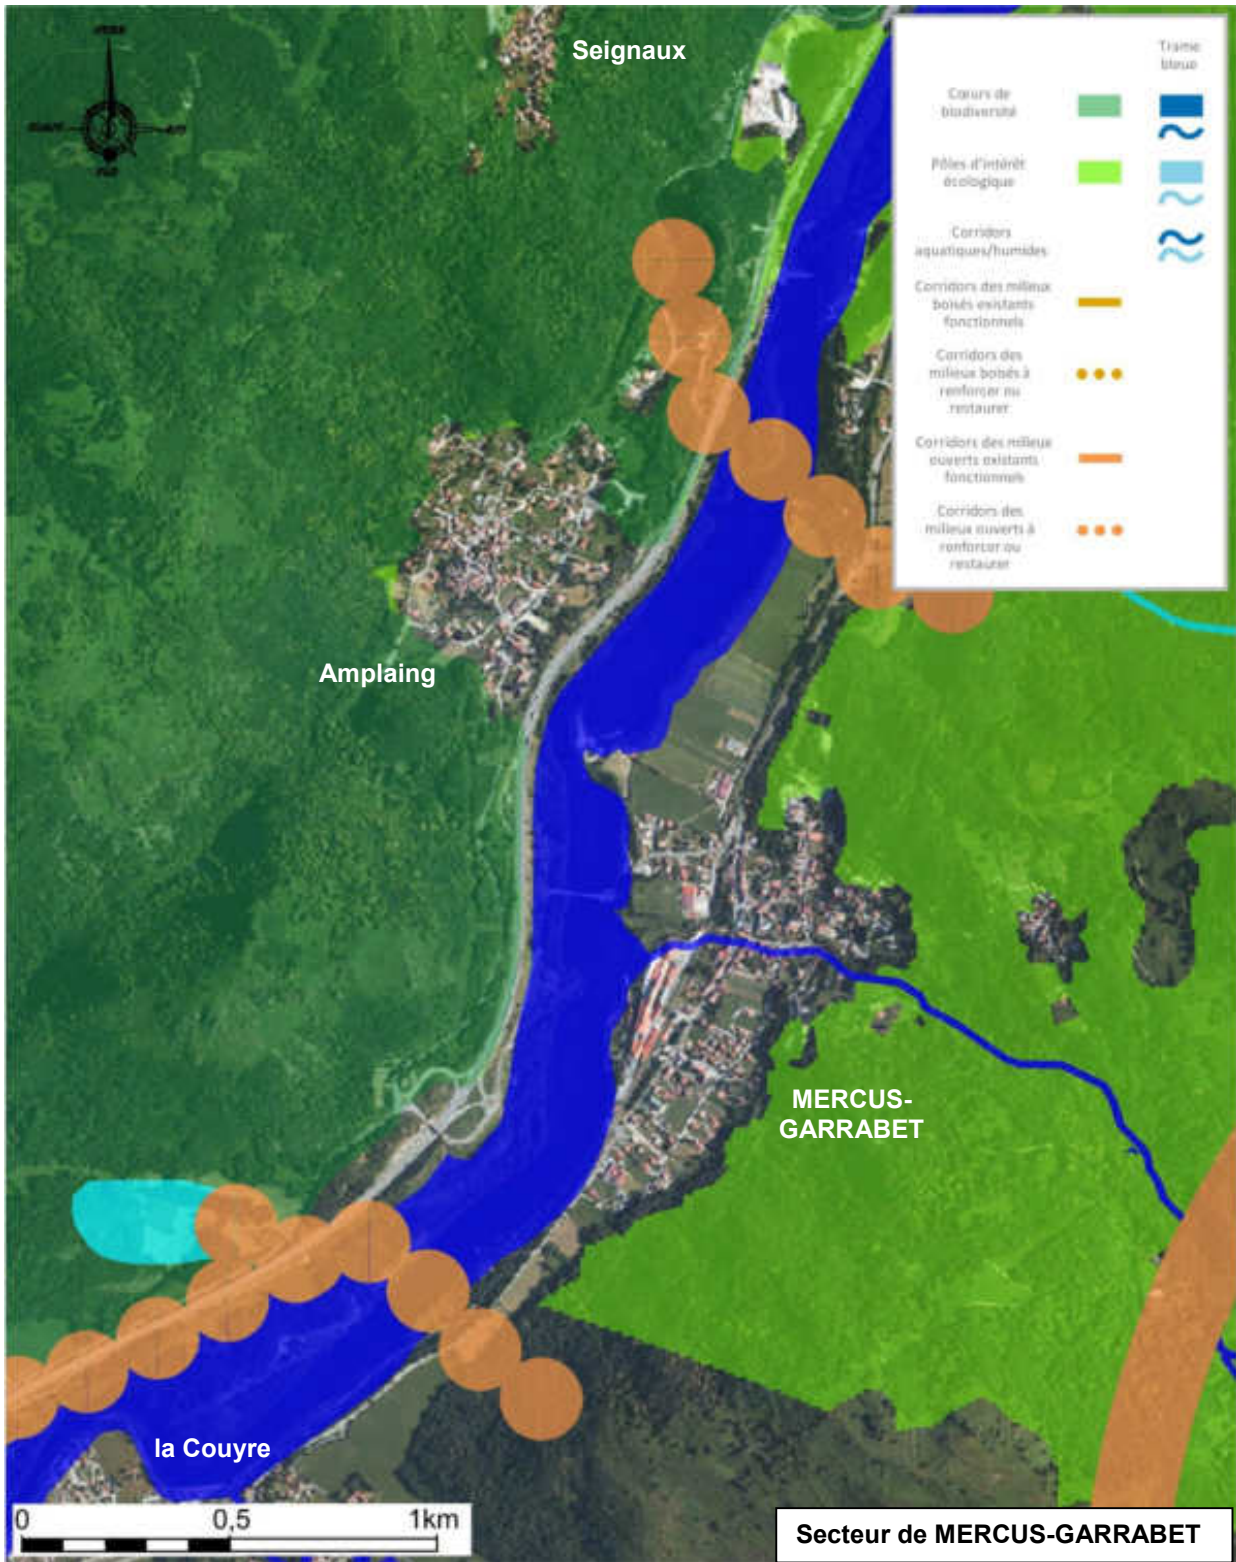 Seignaux
Trame
bleue
Cœurs de
biodiversité
Pôles d'intérêt
écologique
Corridors
aquatiques/humides
Corridors des milieux
boisés existants
fonctionnels
Corridors des
milieux boisés à
renforcer ou
restaurer
Corridors des milieux
ouverts existants
fonctionnels
Corridors des
milieux ouverts à
renforcer ou
restaurer
Amplaing
MERCUS-
GARRABET
la Couyre
0 0,5 1km
Secteur de MERCUS-GARRABET